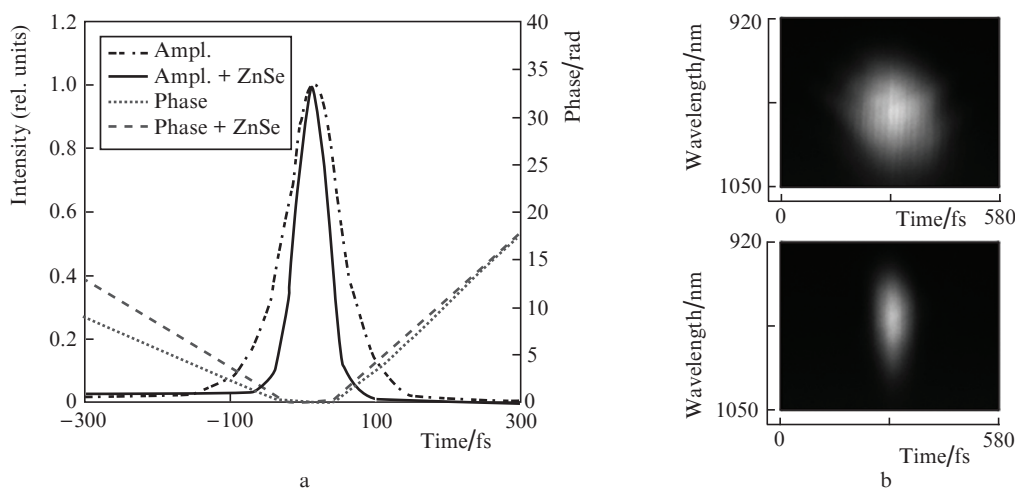 Intensity (rel. units)
1.2
1.0
0.8
0.6
0.4
0.2
0
Ampl.
Ampl. + ZnSe
Phase
Phase + ZnSe
40
35
30
25
20
15
10
5
0
Phase/rad
−300
−100
100
300
Time/fs
a
920
Wavelength/nm
1050
0
Time/fs
580
920
Wavelength/nm
1050
0
Time/fs
580
b